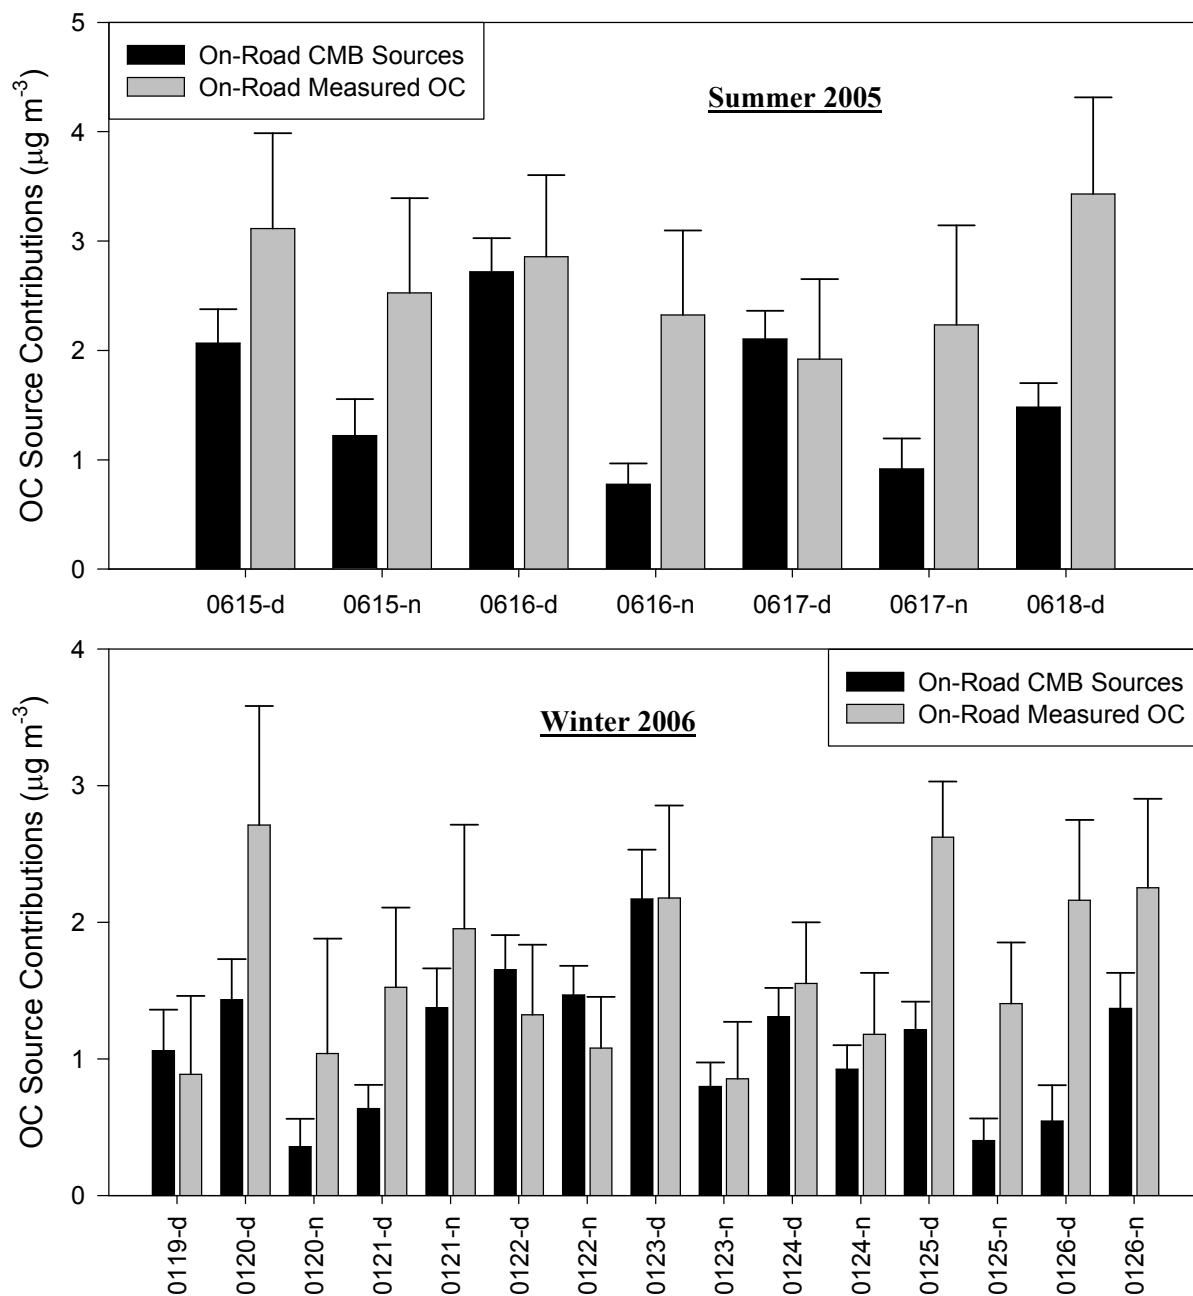 OC Source Contributions (μg m-3)
5
4
3
2
1
0
On-Road CMB Sources
On-Road Measured OC
Summer 2005
0615-d 0615-n 0616-d 0616-n 0617-d 0617-n 0618-d
OC Source Contributions (μg m-3)
4
3
2
1
0
On-Road CMB Sources
On-Road Measured OC
Winter 2006
0119-d 0120-d 0120-n 0121-d 0121-n 0122-d 0122-n 0123-d 0123-n 0124-d 0124-n 0125-d 0125-n 0126-d 0126-n